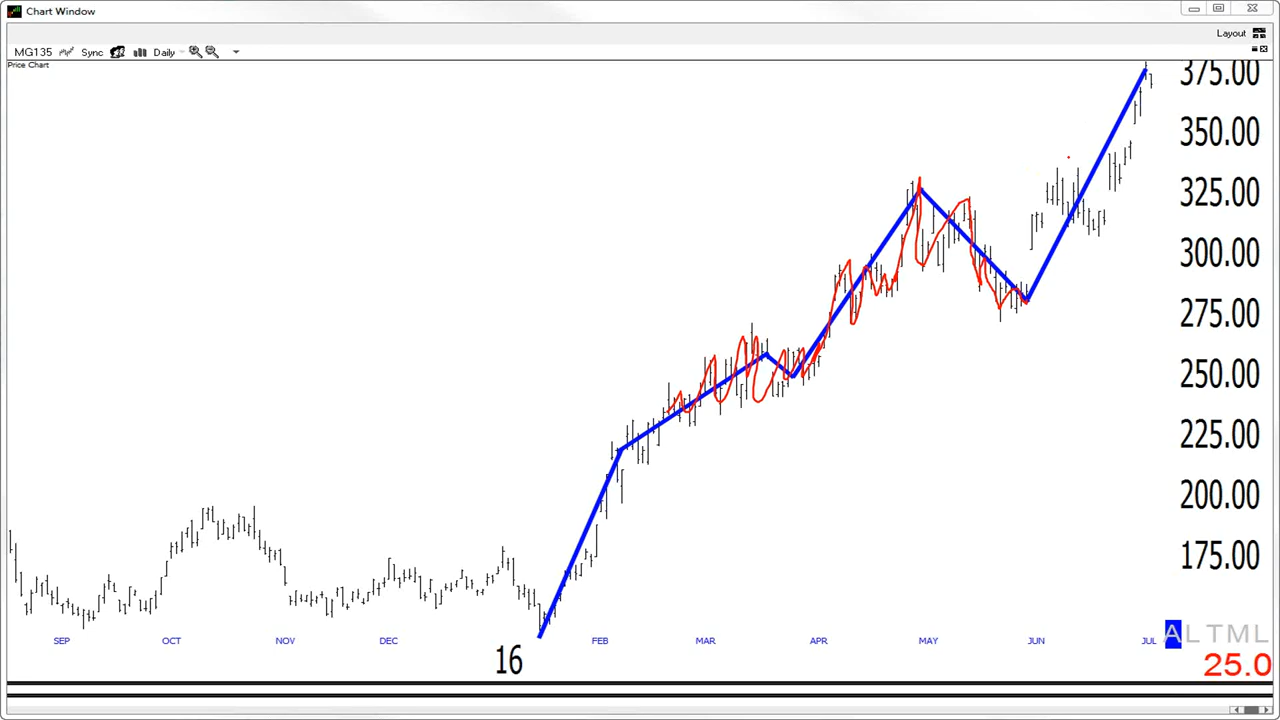 Chart Window
Layout
MG135 Sync Daily
Price Chart
375.00
350.00
325.00
300.00
275.00
250.00
225.00
200.00
175.00
SEP OCT NOV DEC FEB MAR APR MAY JUN JUL
16
A L T M L
25.0